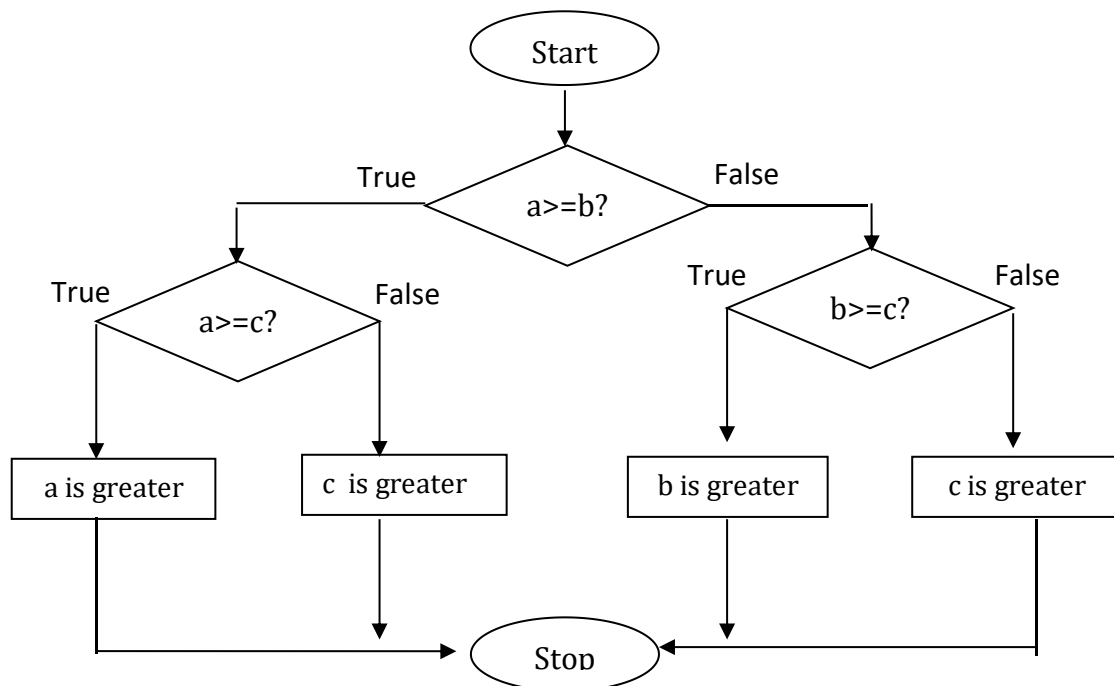 Start
True
False
a>=b?
True
False
a>=c?
True
False
b>=c?
a is greater
c is greater
b is greater
c is greater
Stop